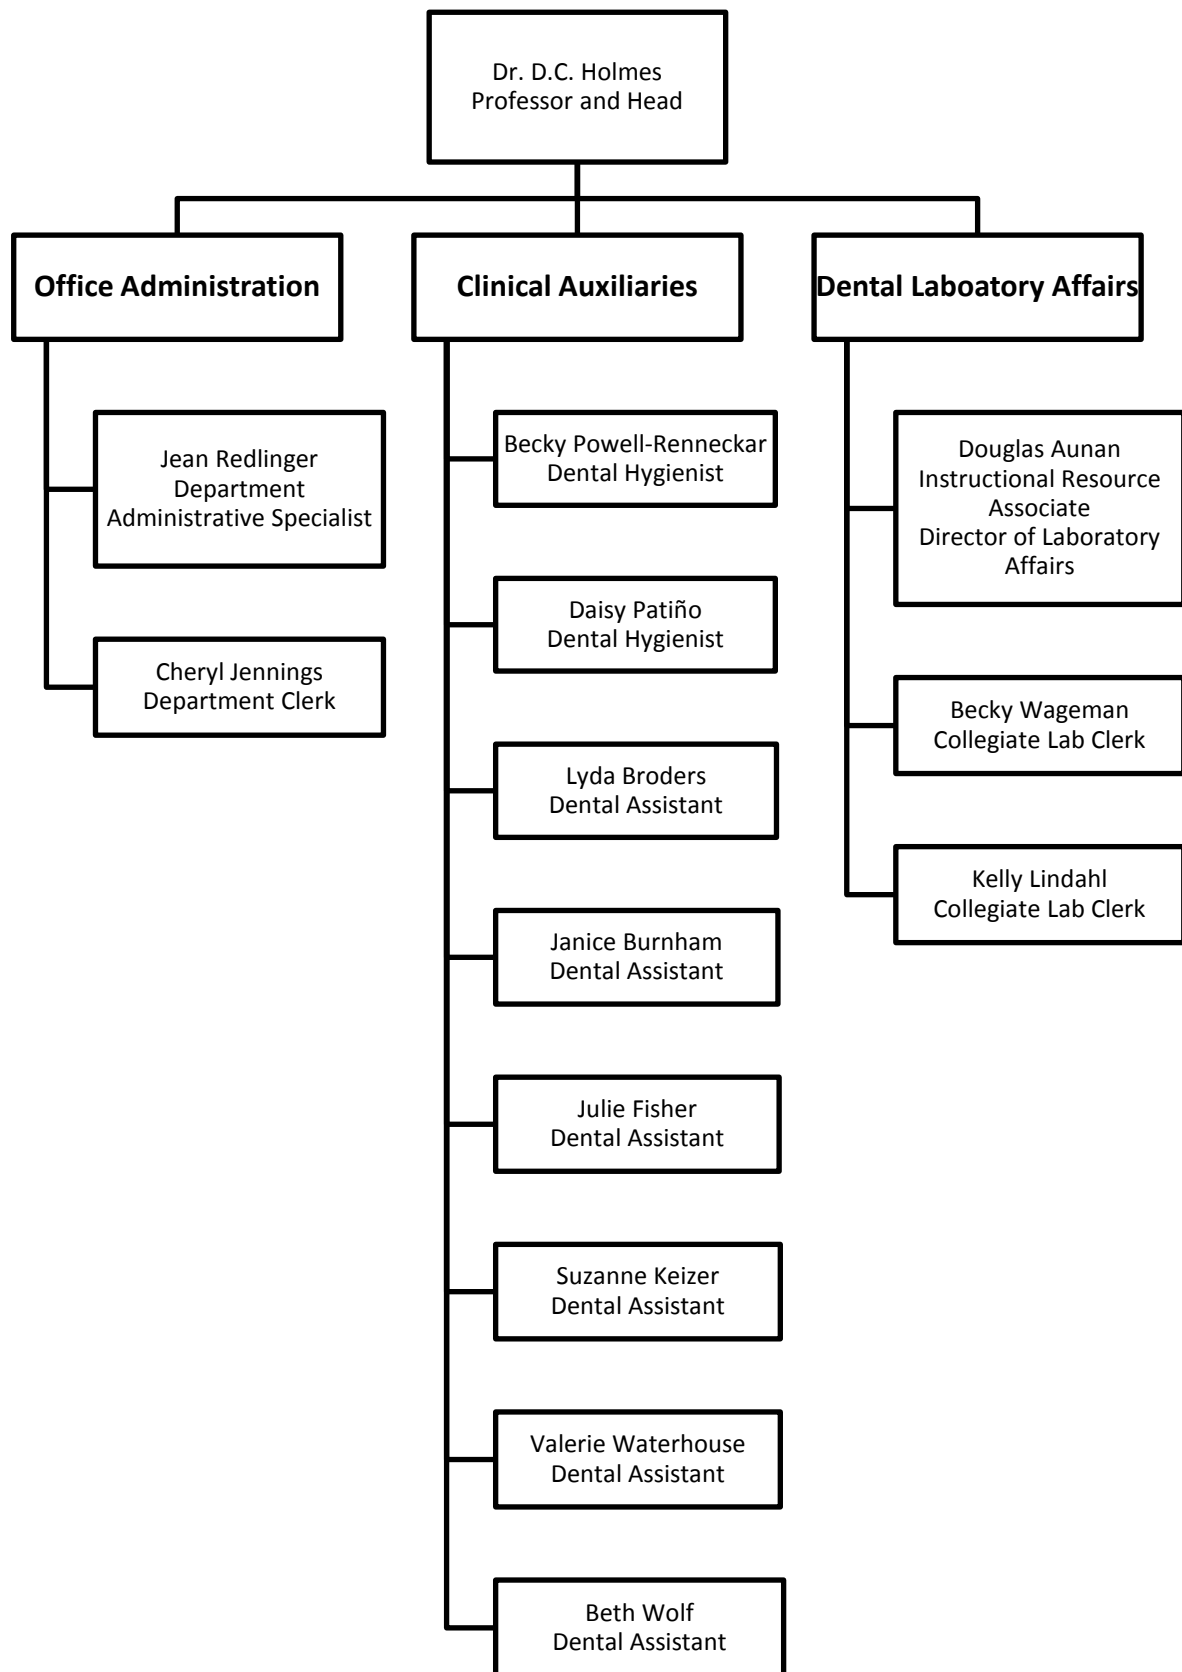 Dr. D.C. Holmes
Professor and Head
Office Administration
Jean Redlinger
Department
Administrative Specialist
Cheryl Jennings
Department Clerk
Clinical Auxiliaries
Becky Powell-Renneckar
Dental Hygienist
Daisy Patiño
Dental Hygienist
Lyda Broders
Dental Assistant
Janice Burnham
Dental Assistant
Julie Fisher
Dental Assistant
Suzanne Keizer
Dental Assistant
Valerie Waterhouse
Dental Assistant
Beth Wolf
Dental Assistant
Dental Laboatory Affairs
Douglas Aunan
Instructional Resource
Associate
Director of Laboratory
Affairs
Becky Wageman
Collegiate Lab Clerk
Kelly Lindahl
Collegiate Lab Clerk